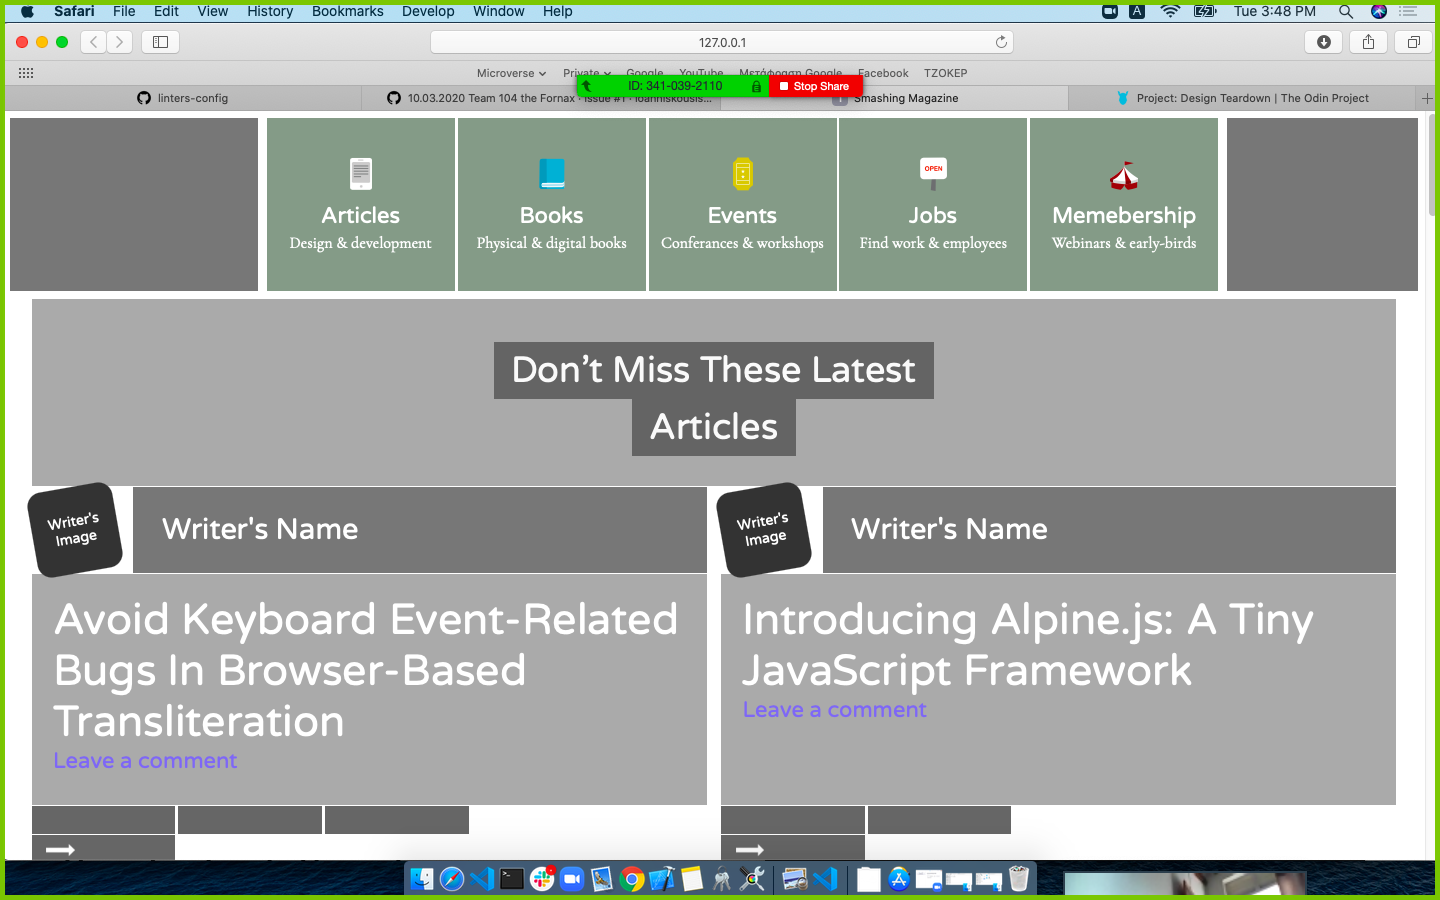 Safari File Edit View History Bookmarks Develop Window Help A Tue 3:48 PM
127.0.0.1
Microverse Private Google YouTube Μετάφραση Google Facebook ΤΖΟΚΕΡ
ID: 341-039-2110 Stop Share
linters-config 10.03.2020 Team 104 the Fornax · Issue #1 · ioanniskousis... Smashing Magazine Project: Design Teardown | The Odin Project
OPEN
Articles Books Events Jobs Memebership
Design & development Physical & digital books Conferances & workshops Find work & employees Webinars & early-birds
Don’t Miss These Latest
Articles
Writer's
Image
Writer's Name
Writer's
Image
Writer's Name
Avoid Keyboard Event-Related
Bugs In Browser-Based
Transliteration
Leave a comment
Introducing Alpine.js: A Tiny
JavaScript Framework
Leave a comment